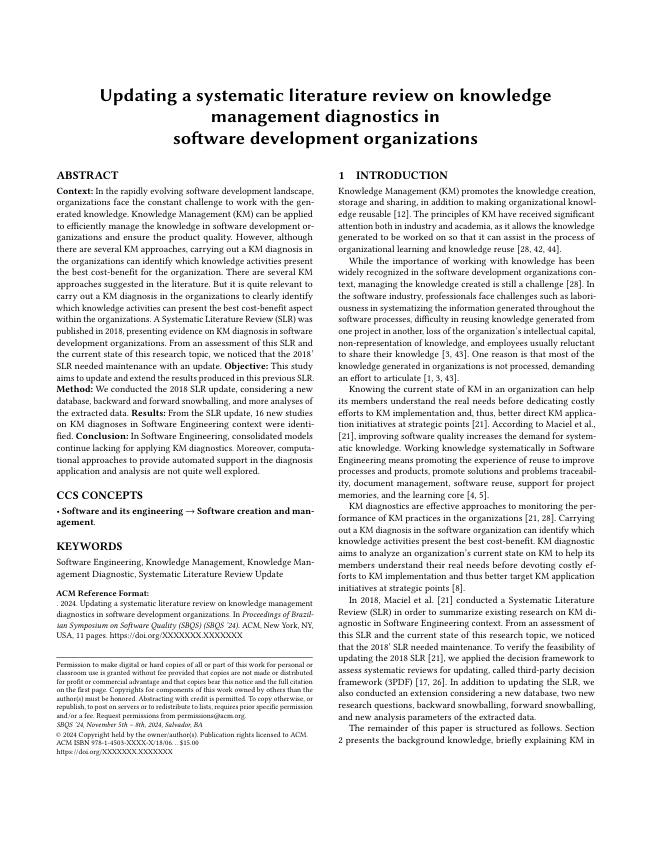 Updating a systematic literature review on knowledge
management diagnostics in
software development organizations
ABSTRACT
Context: In the rapidly evolving software development landscape,
organizations face the constant challenge to work with the gen-
erated knowledge. Knowledge Management (KM) can be applied
to efficiently manage the knowledge in software development or-
ganizations and ensure the product quality. However, although
there are several KM approaches, carrying out a KM diagnosis in
the organizations can identify which knowledge activities present
the best cost-benefit for the organization. There are several KM
approaches suggested in the literature. But it is quite relevant to
carry out a KM diagnosis in the organizations to clearly identify
which knowledge activities can present the best cost-benefit aspect
within the organizations. A Systematic Literature Review (SLR) was
published in 2018, presenting evidence on KM diagnosis in software
development organizations. From an assessment of this SLR and
the current state of this research topic, we noticed that the 2018'
SLR needed maintenance with an update. Objective: This study
aims to update and extend the results produced in this previous SLR.
Method: We conducted the 2018 SLR update, considering a new
database, backward and forward snowballing, and more analyses of
the extracted data. Results: From the SLR update, 16 new studies
on KM diagnoses in Software Engineering context were identi-
fied. Conclusion: In Software Engineering, consolidated models
continue lacking for applying KM diagnostics. Moreover, computa-
tional approaches to provide automated support in the diagnosis
application and analysis are not quite well explored.
CCS CONCEPTS
• Software and its engineering → Software creation and man-
agement.
KEYWORDS
Software Engineering, Knowledge Management, Knowledge Man-
agement Diagnostic, Systematic Literature Review Update
ACM Reference Format:
. 2024. Updating a systematic literature review on knowledge management
diagnostics in software development organizations. In Proceedings of Brazil-
ian Symposium on Software Quality (SBQS) (SBQS '24). ACM, New York, NY,
USA, 11 pages. https://doi.org/XXXXXXX.XXXXXXX
Permission to make digital or hard copies of all or part of this work for personal or
classroom use is granted without fee provided that copies are not made or distributed
for profit or commercial advantage and that copies bear this notice and the full citation
on the first page. Copyrights for components of this work owned by others than the
author(s) must be honored. Abstracting with credit is permitted. To copy otherwise, or
republish, to post on servers or to redistribute to lists, requires prior specific permission
and/or a fee. Request permissions from permissions@acm.org.
SBQS '24, November 5th – 8th, 2024, Salvador, BA
© 2024 Copyright held by the owner/author(s). Publication rights licensed to ACM.
ACM ISBN 978-1-4503-XXXX-X/18/06...$15.00
https://doi.org/XXXXXXX.XXXXXXX
1 INTRODUCTION
Knowledge Management (KM) promotes the knowledge creation,
storage and sharing, in addition to making organizational knowl-
edge reusable [12]. The principles of KM have received significant
attention both in industry and academia, as it allows the knowledge
generated to be worked on so that it can assist in the process of
organizational learning and knowledge reuse [28, 42, 44].
While the importance of working with knowledge has been
widely recognized in the software development organizations con-
text, managing the knowledge created is still a challenge [28]. In
the software industry, professionals face challenges such as labori-
ousness in systematizing the information generated throughout the
software processes, difficulty in reusing knowledge generated from
one project in another, loss of the organization's intellectual capital,
non-representation of knowledge, and employees usually reluctant
to share their knowledge [3, 43]. One reason is that most of the
knowledge generated in organizations is not processed, demanding
an effort to articulate [1, 3, 43].
Knowing the current state of KM in an organization can help
its members understand the real needs before dedicating costly
efforts to KM implementation and, thus, better direct KM applica-
tion initiatives at strategic points [21]. According to Maciel et al.,
[21], improving software quality increases the demand for system-
atic knowledge. Working knowledge systematically in Software
Engineering means promoting the experience of reuse to improve
processes and products, promote solutions and problems traceabil-
ity, document management, software reuse, support for project
memories, and the learning core [4, 5].
KM diagnostics are effective approaches to monitoring the per-
formance of KM practices in the organizations [21, 28]. Carrying
out a KM diagnosis in the software organization can identify which
knowledge activities present the best cost-benefit. KM diagnostic
aims to analyze an organization's current state on KM to help its
members understand their real needs before devoting costly ef-
forts to KM implementation and thus better target KM application
initiatives at strategic points [8].
In 2018, Maciel et al. [21] conducted a Systematic Literature
Review (SLR) in order to summarize existing research on KM di-
agnostic in Software Engineering context. From an assessment of
this SLR and the current state of this research topic, we noticed
that the 2018' SLR needed maintenance. To verify the feasibility of
updating the 2018 SLR [21], we applied the decision framework to
assess systematic reviews for updating, called third-party decision
framework (3PDF) [17, 26]. In addition to updating the SLR, we
also conducted an extension considering a new database, two new
research questions, backward snowballing, forward snowballing,
and new analysis parameters of the extracted data.
The remainder of this paper is structured as follows. Section
2 presents the background knowledge, briefly explaining KM in